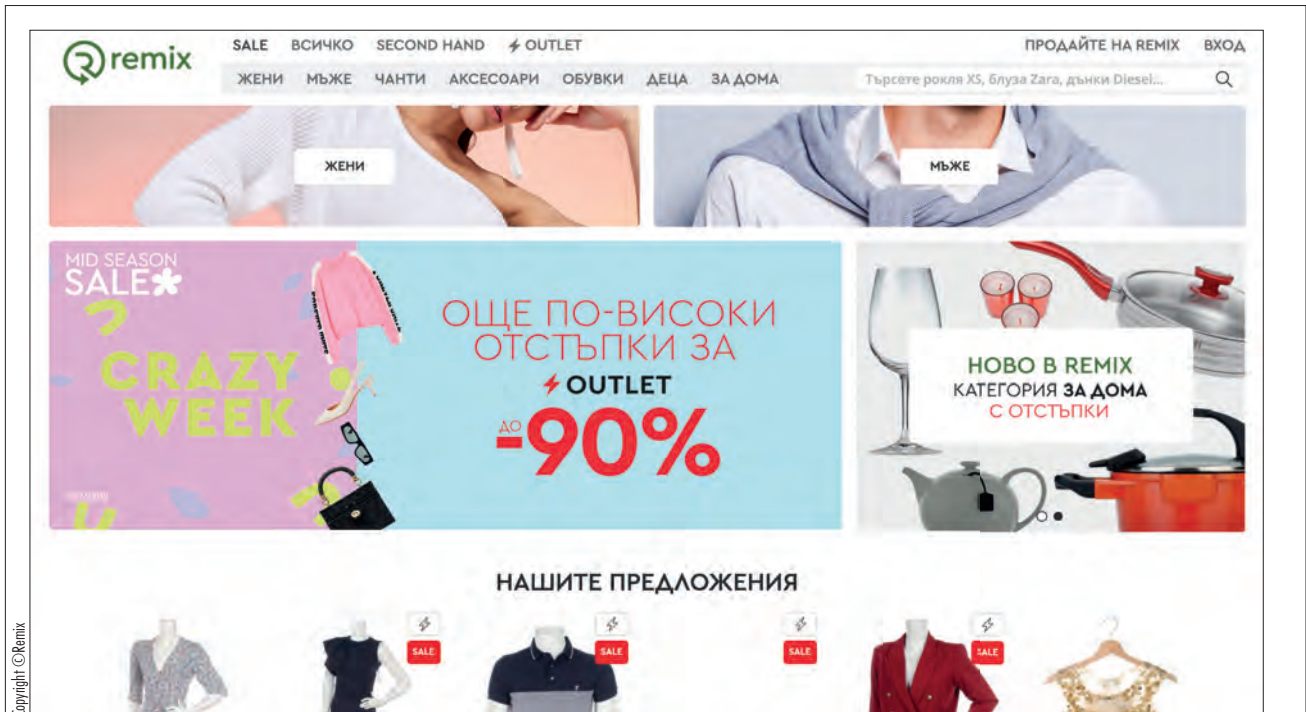 remix
SALE ВСИЧКО SECOND HAND OUTLET
ПРОДАЙТЕ НА REMIX ВХОД
ЖЕНИ МЪЖЕ ЧАНТИ АКСЕСОАРИ ОБУВКИ ДЕЦА ЗА ДОМА
Търсете рокля XS, блуза Zara, дънки Diesel...
ЖЕНИ
МЪЖЕ
MID SEASON
SALE
CRAZY
WEEK
ОЩЕ ПО-ВИСОКИ
ОТСТЪПКИ ЗА
OUTLET
ДО
-90%
НОВО В REMIX
КАТЕГОРИЯ ЗА ДОМА
С ОТСТЪПКИ
НАШИТЕ ПРЕДЛОЖЕНИЯ
SALE
SALE
SALE
SALE
Copyright ©Remix